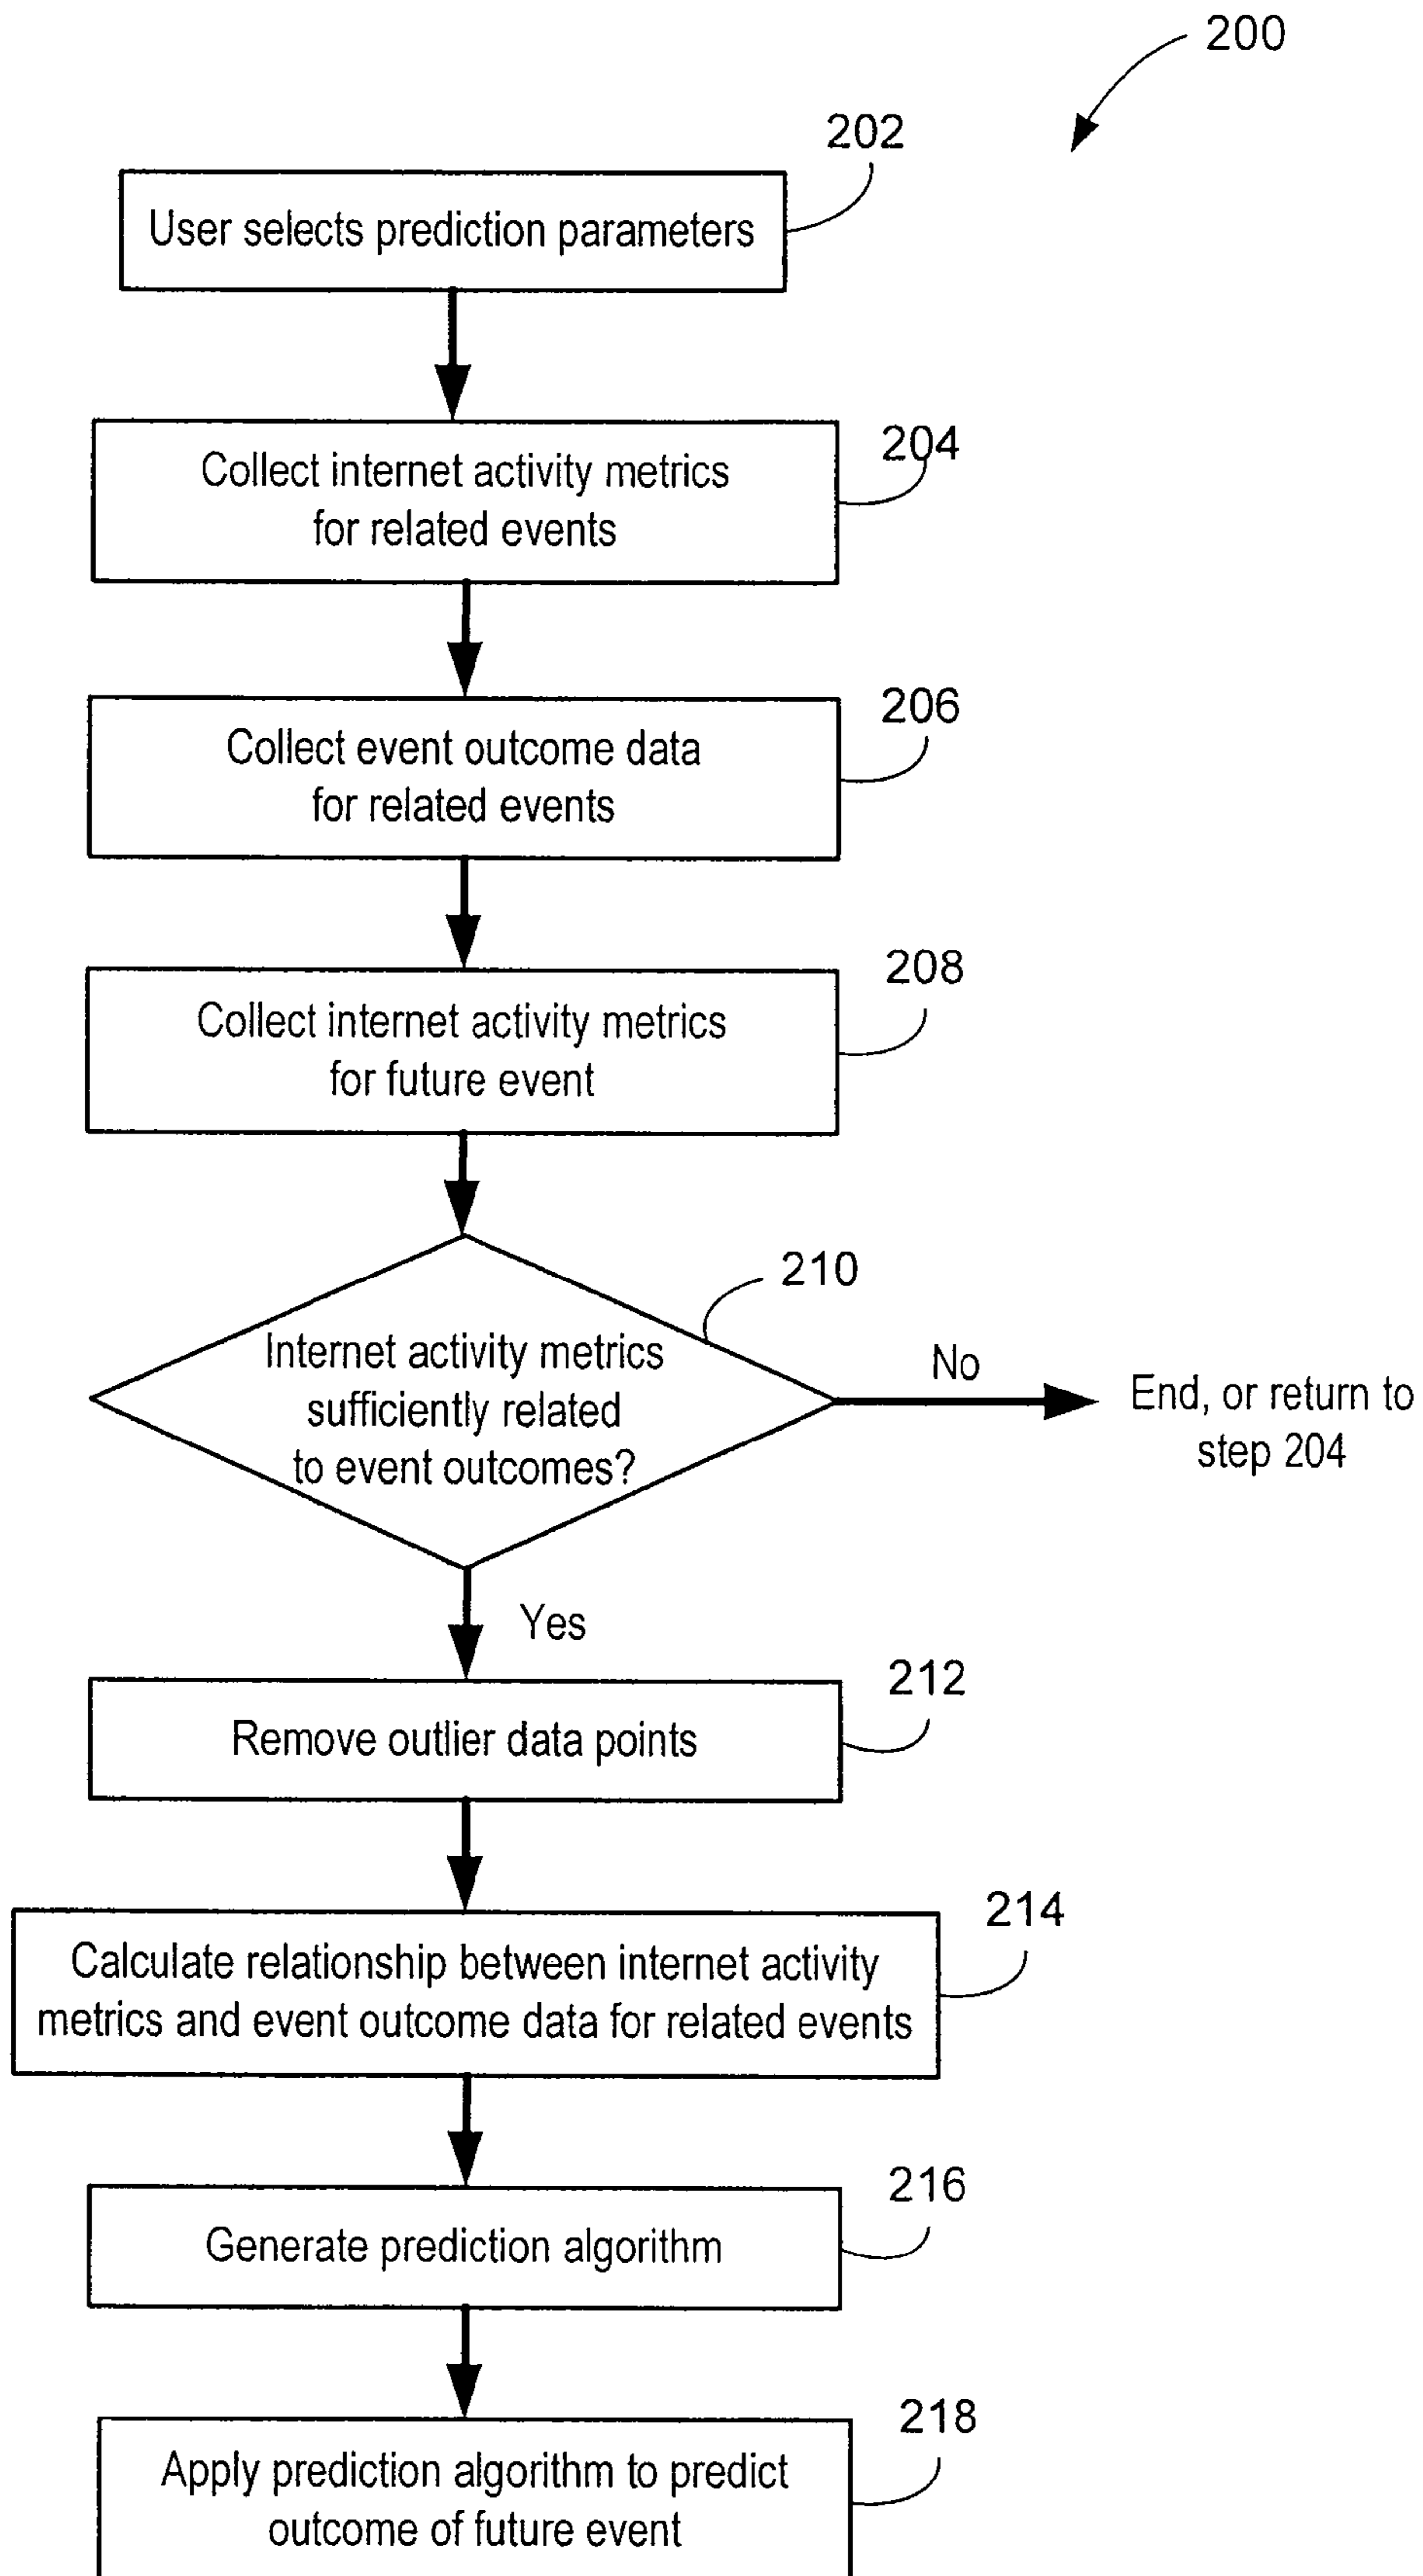 200
202
User selects prediction parameters
204
Collect internet activity metrics
for related events
206
Collect event outcome data
for related events
208
Collect internet activity metrics
for future event
210
Internet activity metrics
sufficiently related
to event outcomes?
No
End, or return to
step 204
Yes
212
Remove outlier data points
214
Calculate relationship between internet activity
metrics and event outcome data for related events
216
Generate prediction algorithm
218
Apply prediction algorithm to predict
outcome of future event